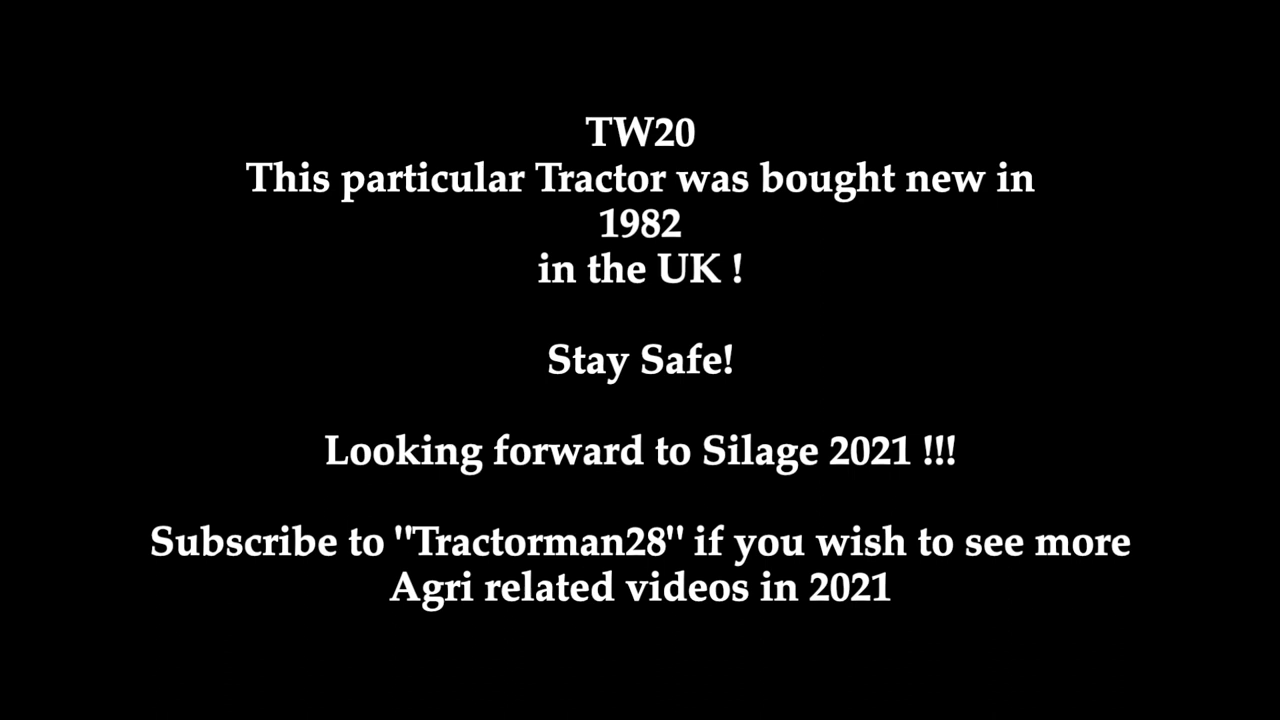 TW20
This particular Tractor was bought new in
1982
in the UK !
Stay Safe!
Looking forward to Silage 2021 !!!
Subscribe to "Tractorman28" if you wish to see more
Agri related videos in 2021